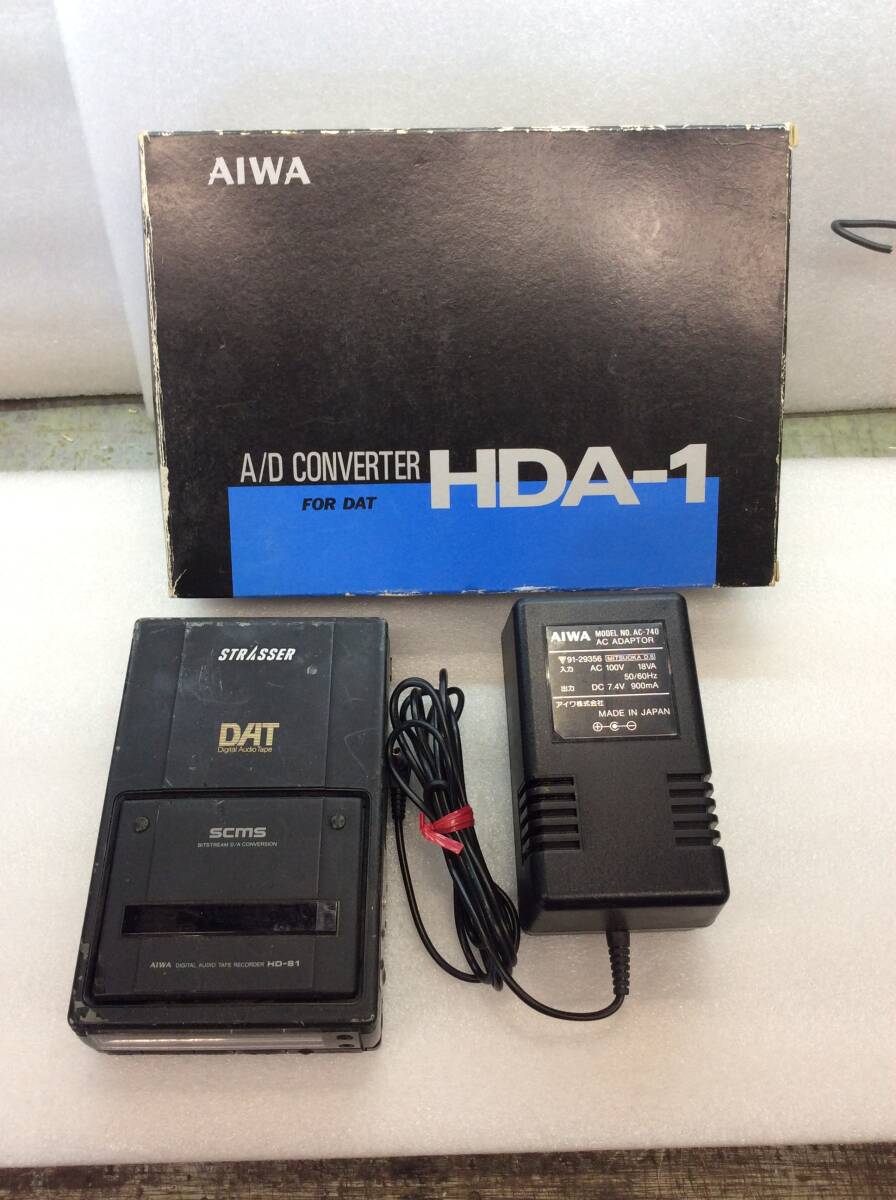 AIWA
A/D CONVERTER HDA-1
FOR DAT
STRASSER
DAT
Digital Audio Tape
SCMS
BITSTREAM D/A CONVERSION
AIWA DIGITAL AUDIO TAPE RECORDER HD-S1
AIWA MODEL NO. AC-740
AC ADAPTOR
91-29356 MITSUOKA D.S
入力 AC 100V 18VA
50/60Hz
出力 DC 7.4V 900mA
アイワ株式会社
MADE IN JAPAN